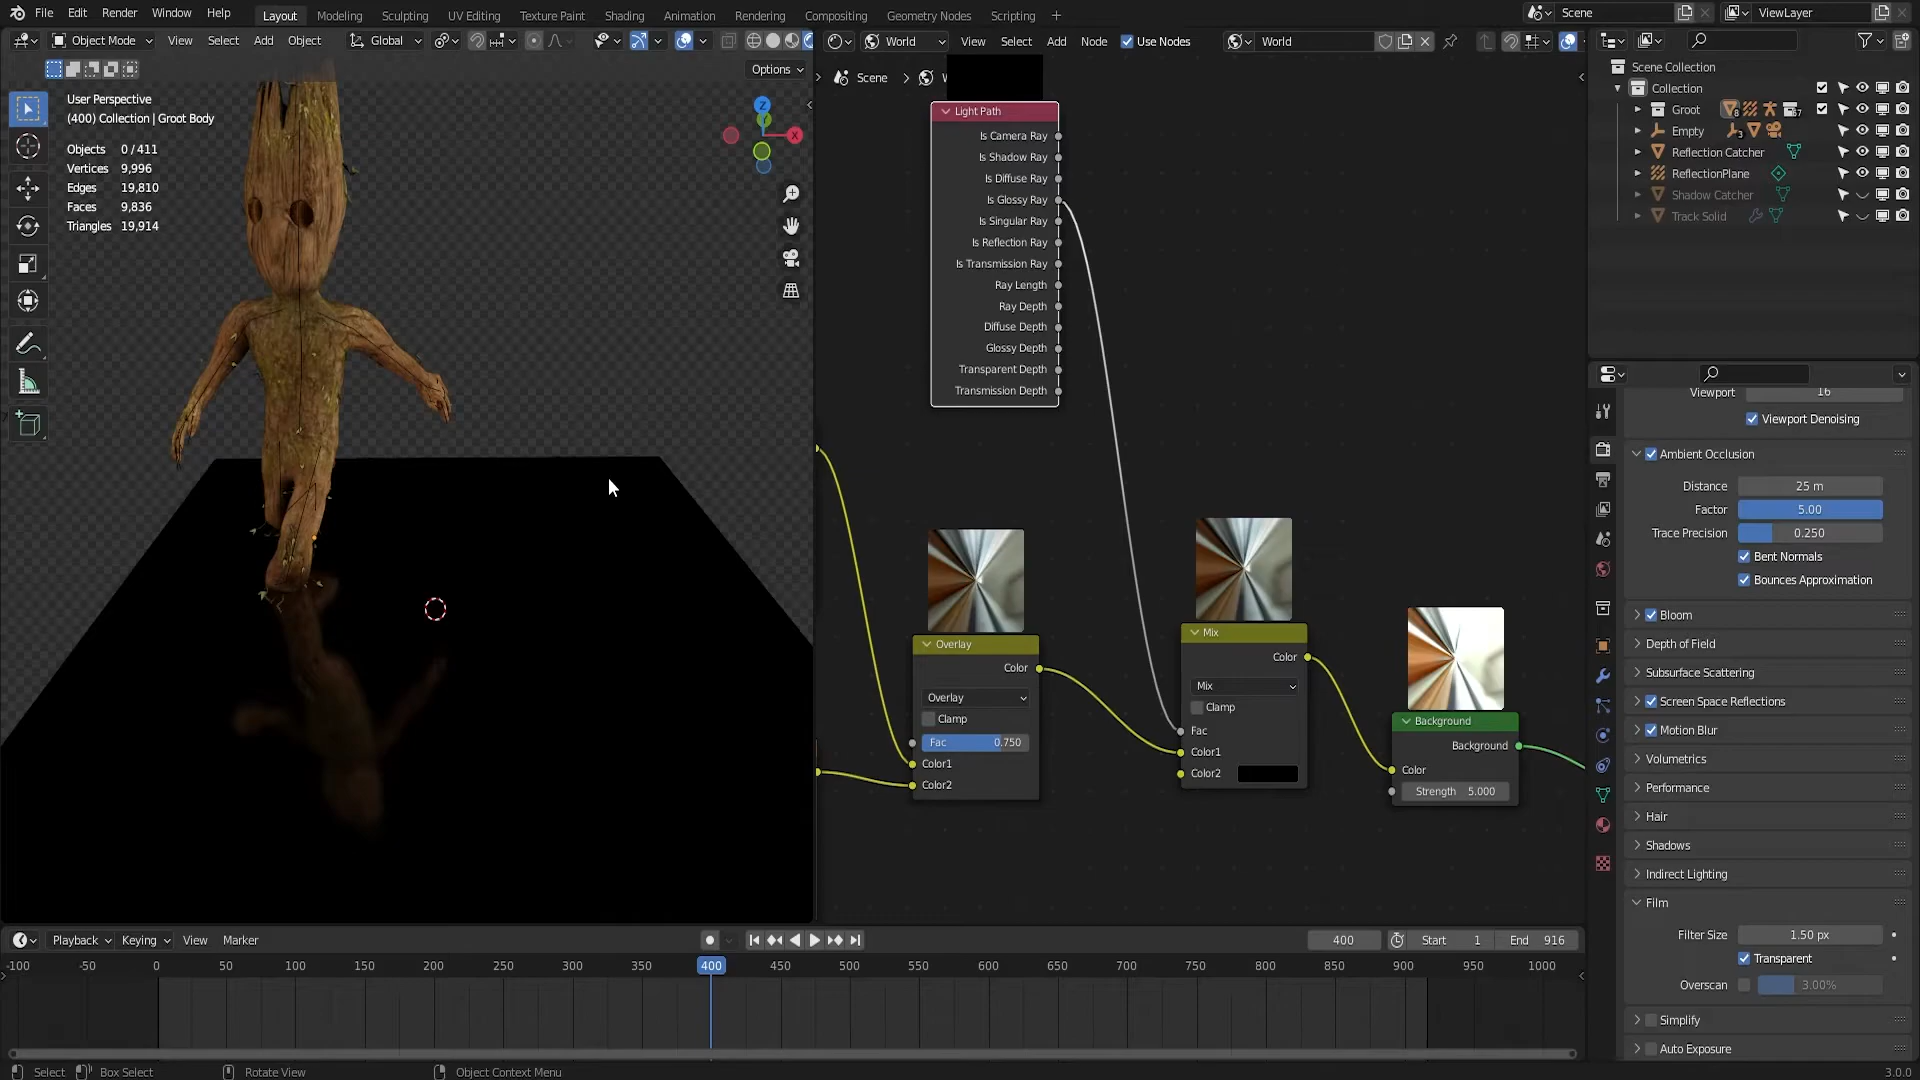 File Edit Render Window Help
Layout Modeling Sculpting UV Editing Texture Paint Shading Animation Rendering Compositing Geometry Nodes Scripting +
Scene
ViewLayer
Object Mode View Select Add Object Global
World View Select Add Node Use Nodes World
Options
Scene > W
User Perspective
(400) Collection | Groot Body
Objects 0 / 411
Vertices 9,996
Edges 19,810
Faces 9,836
Triangles 19,914
Z
X
Light Path
Is Camera Ray
Is Shadow Ray
Is Diffuse Ray
Is Glossy Ray
Is Singular Ray
Is Reflection Ray
Is Transmission Ray
Ray Length
Ray Depth
Diffuse Depth
Glossy Depth
Transparent Depth
Transmission Depth
Overlay
Color
Overlay
Clamp
Fac 0.750
Color1
Color2
Mix
Color
Mix
Clamp
Fac
Color1
Color2
Background
Background
Color
Strength 5.000
Scene Collection
Collection
Groot 8 57
Empty 3
Reflection Catcher
ReflectionPlane
Shadow Catcher
Track Solid
Viewport 16
Viewport Denoising
Ambient Occlusion
Distance 25 m
Factor 5.00
Trace Precision 0.250
Bent Normals
Bounces Approximation
Bloom
Depth of Field
Subsurface Scattering
Screen Space Reflections
Motion Blur
Volumetrics
Performance
Hair
Shadows
Indirect Lighting
Film
Filter Size 1.50 px
Transparent
Overscan 3.00%
Simplify
Auto Exposure
Playback Keying View Marker
400 Start 1 End 916
-100 -50 0 50 100 150 200 250 300 350 400 450 500 550 600 650 700 750 800 850 900 950 1000
Select Box Select Rotate View Object Context Menu
3.0.0